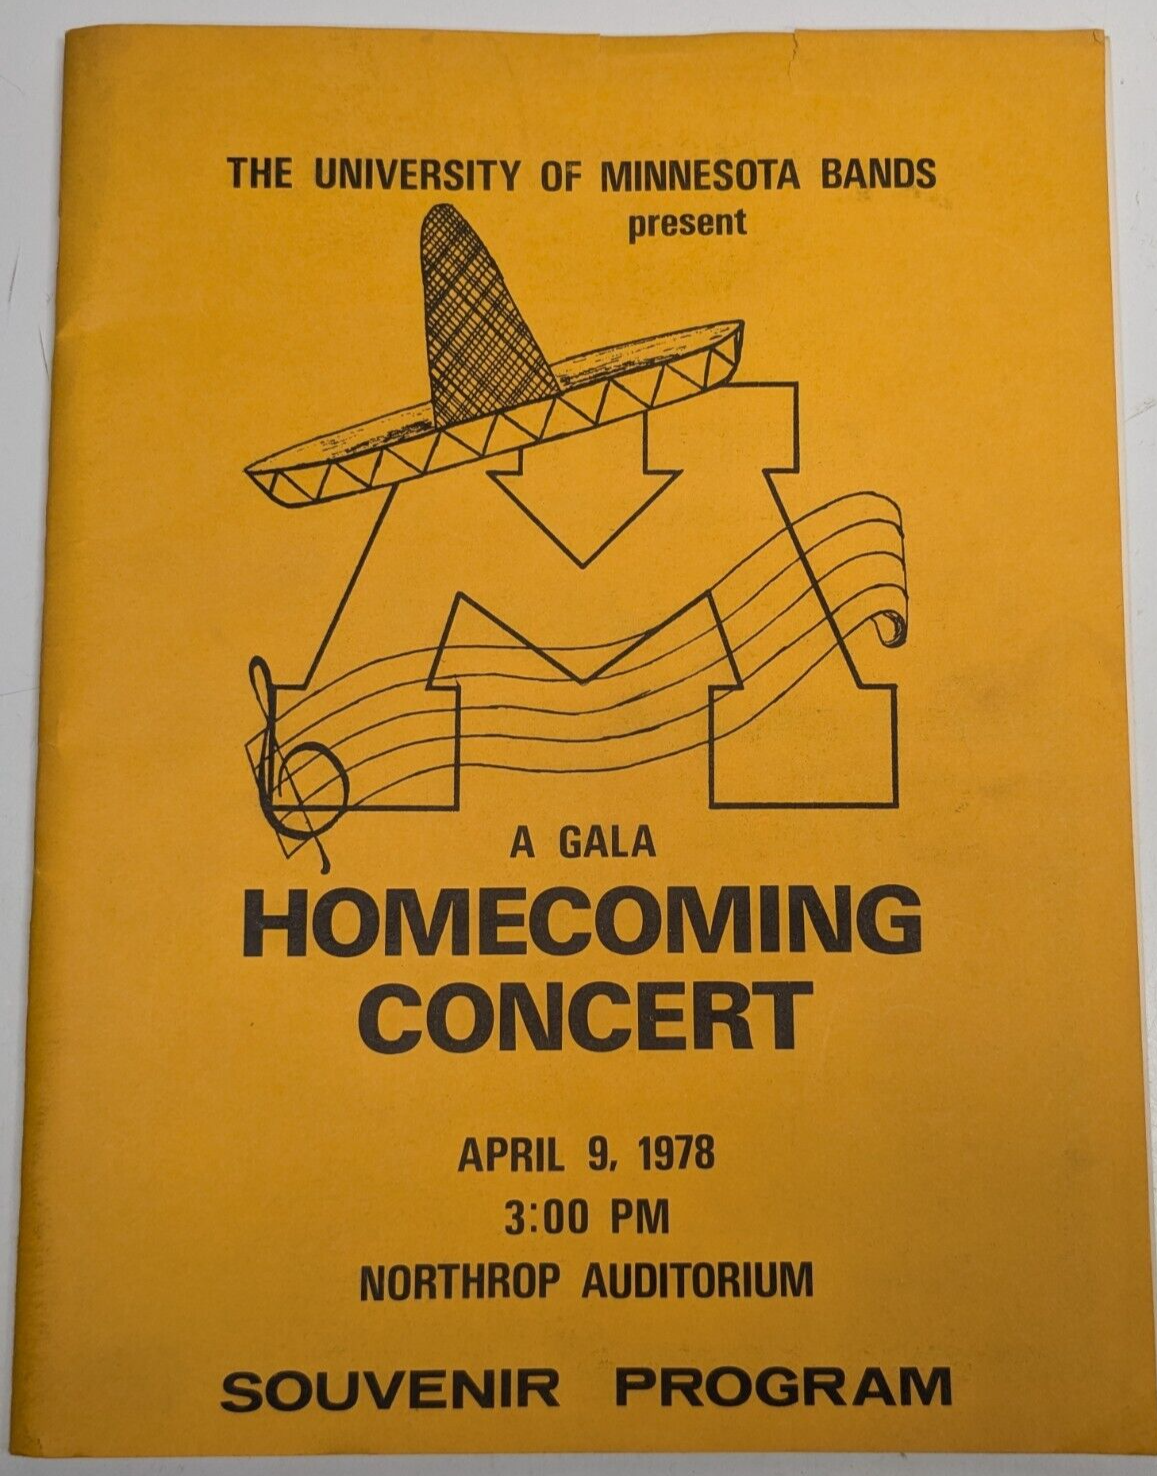 THE UNIVERSITY OF MINNESOTA BANDS
present
M
A GALA
HOMECOMING
CONCERT
APRIL 9, 1978
3:00 PM
NORTHROP AUDITORIUM
SOUVENIR PROGRAM